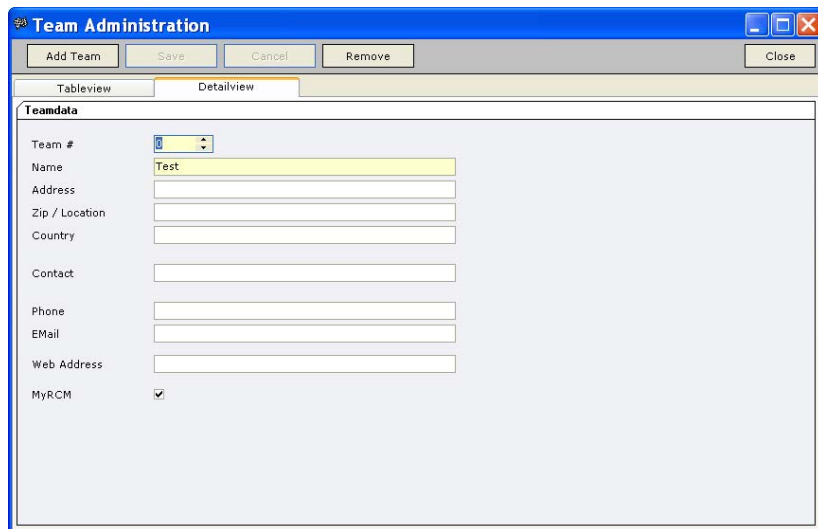 Team Administration
Add Team Save Cancel Remove Close
Tableview Detailview
Teamdata
Team # 0
Name Test
Address
Zip / Location
Country
Contact
Phone
EMail
Web Address
MyRCM